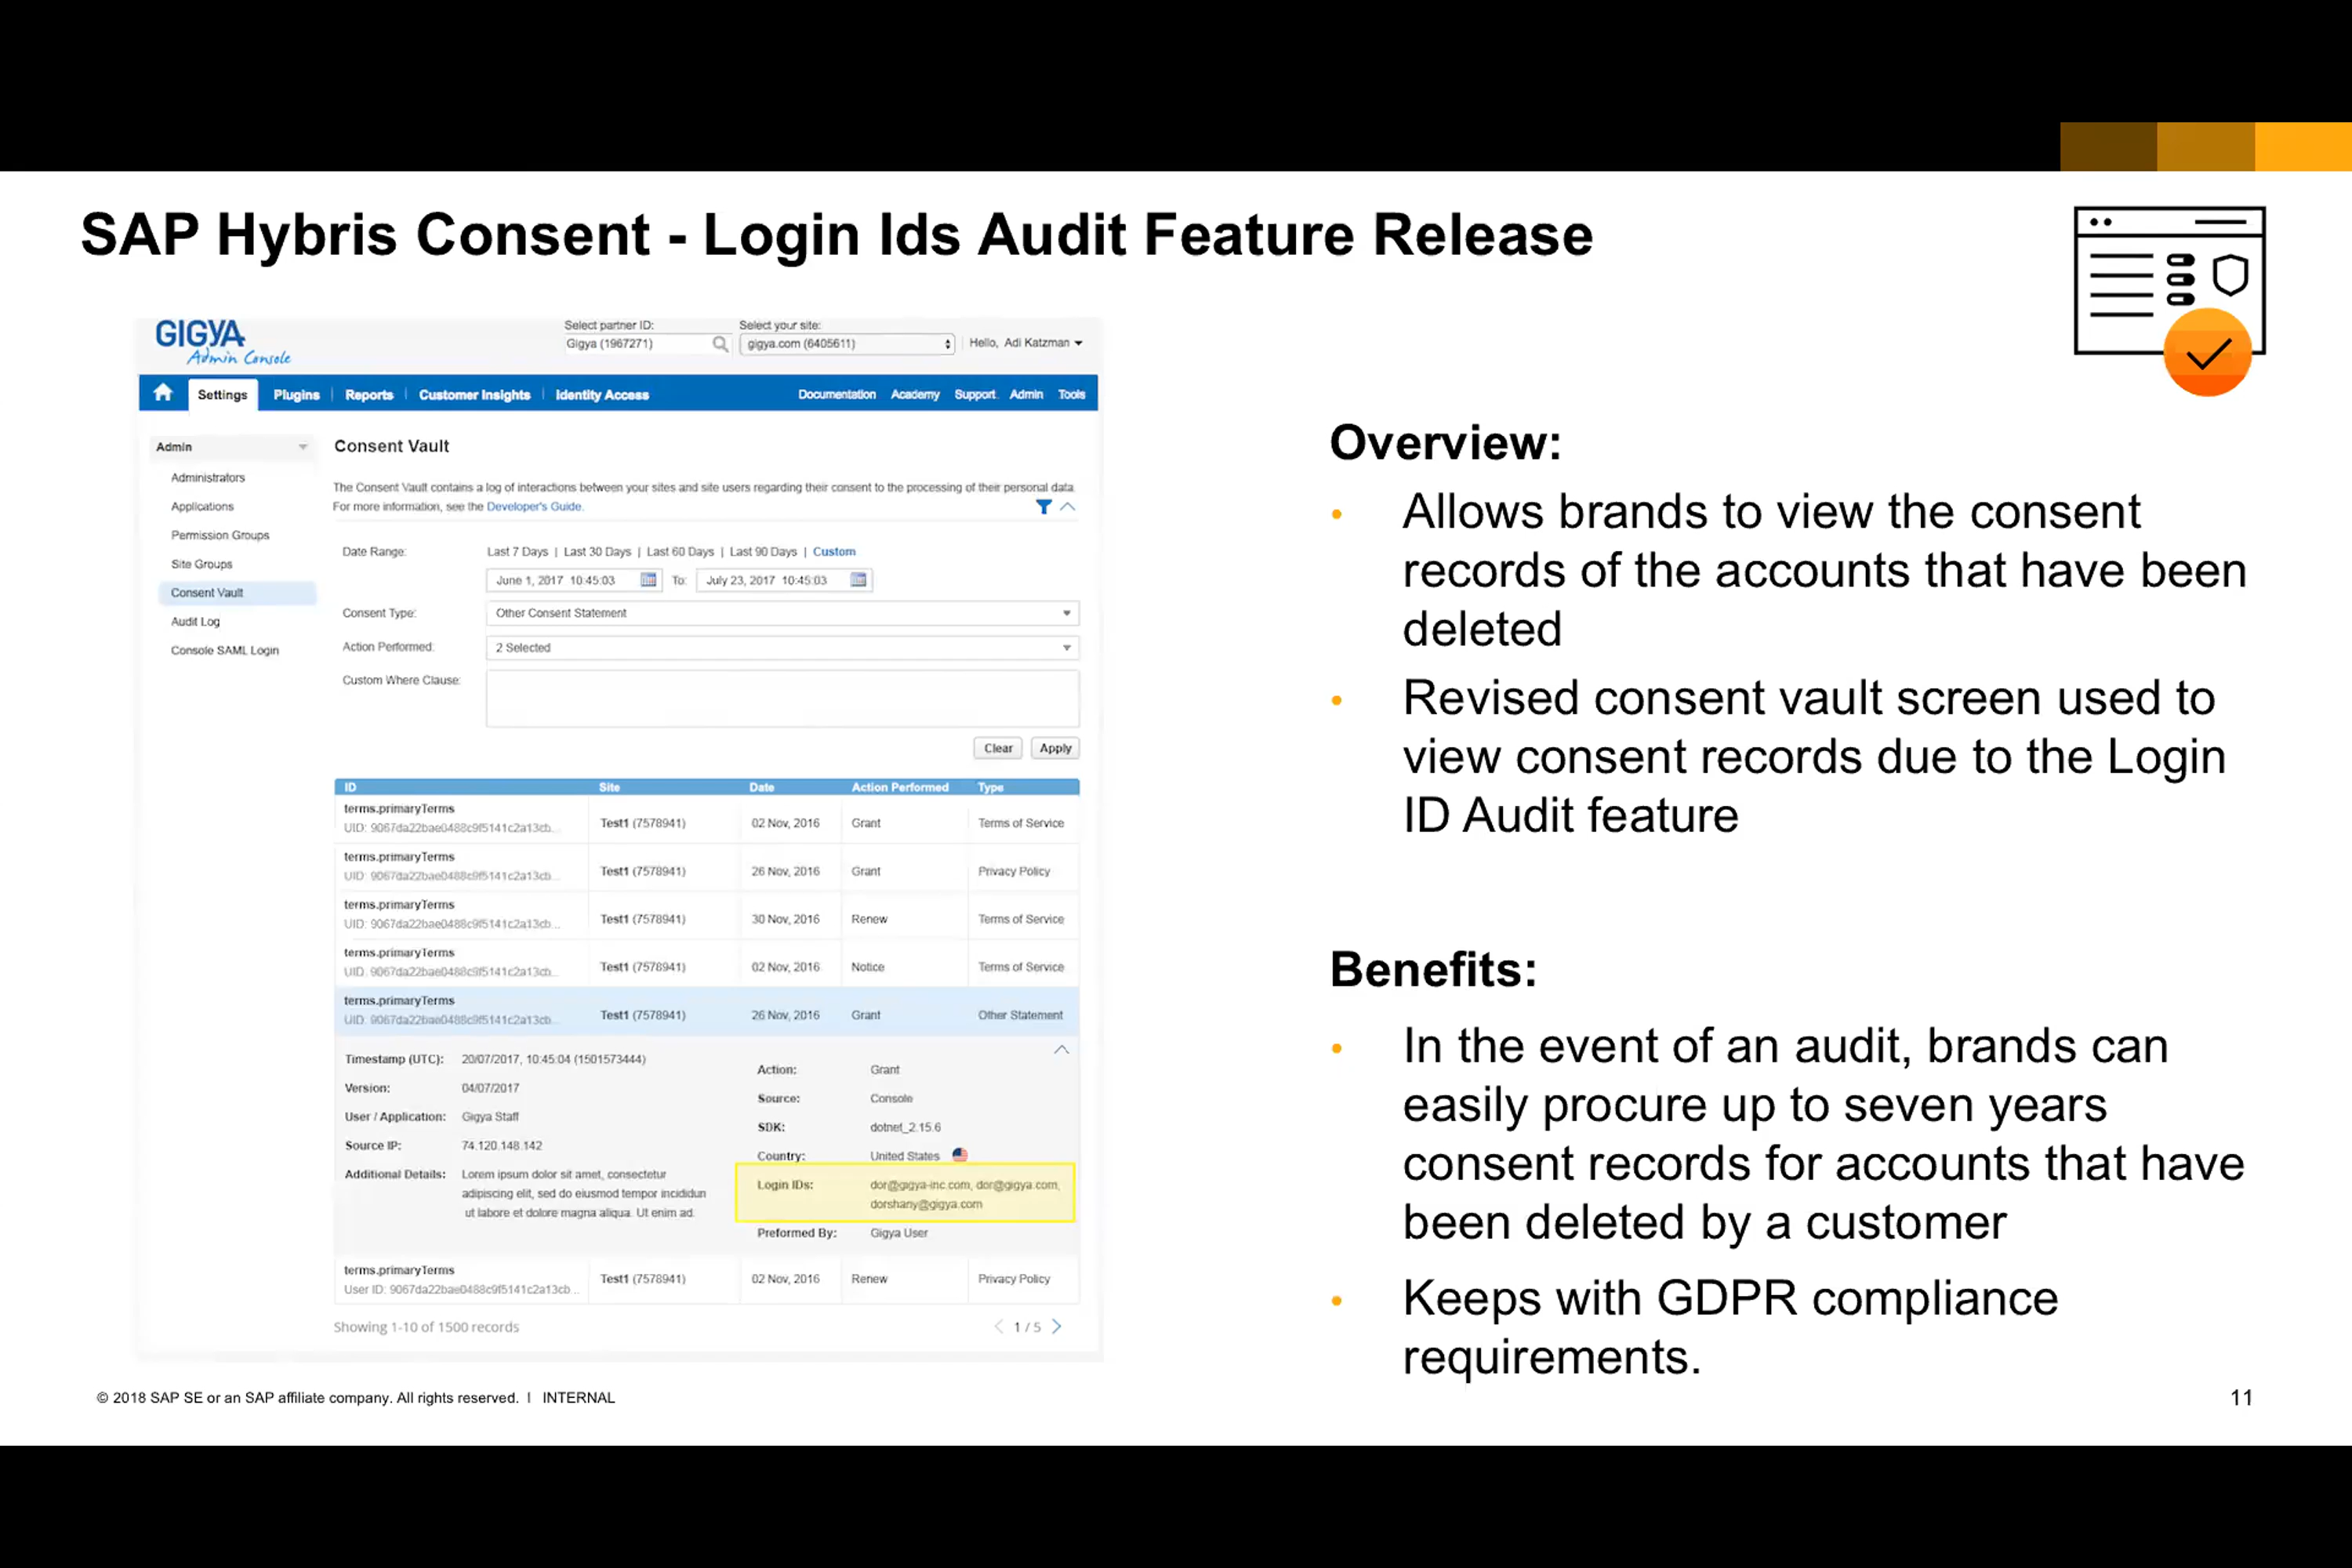 SAP Hybris Consent - Login Ids Audit Feature Release
GIGYA
Admin Console
Select partner ID:
Gigya (1967271)
Select your site:
gigya.com (6405611)
Hello, Adi Katzman
Settings Plugins Reports Customer Insights Identity Access Documentation Academy Support Admin Tools
Admin
Administrators
Applications
Permission Groups
Site Groups
Consent Vault
Audit Log
Console SAML Login
Consent Vault
The Consent Vault contains a log of interactions between your sites and site users regarding their consent to the processing of their personal data.
For more information, see the Developer's Guide.
Date Range: Last 7 Days | Last 30 Days | Last 60 Days | Last 90 Days | Custom
June 1, 2017 10:45:03 To: July 23, 2017 10:45:03
Consent Type: Other Consent Statement
Action Performed: 2 Selected
Custom Where Clause:
Clear Apply
ID Site Date Action Performed Type
terms.primaryTerms
UID: 9067da22bae0488c9f5141c2a13cb... Test1 (7578941) 02 Nov, 2016 Grant Terms of Service
terms.primaryTerms
UID: 9067da22bae0488c9f5141c2a13cb... Test1 (7578941) 26 Nov, 2016 Grant Privacy Policy
terms.primaryTerms
UID: 9067da22bae0488c9f5141c2a13cb... Test1 (7578941) 30 Nov, 2016 Renew Terms of Service
terms.primaryTerms
UID: 9067da22bae0488c9f5141c2a13cb... Test1 (7578941) 02 Nov, 2016 Notice Terms of Service
terms.primaryTerms
UID: 9067da22bae0488c9f5141c2a13cb... Test1 (7578941) 26 Nov, 2016 Grant Other Statement
Timestamp (UTC): 20/07/2017, 10:45:04 (1501573444)
Version: 04/07/2017
User / Application: Gigya Staff
Source IP: 74.120.148.142
Additional Details: Lorem ipsum dolor sit amet, consectetur
adipiscing elit, sed do eiusmod tempor incididun
ut labore et dolore magna aliqua. Ut enim ad.
Action: Grant
Source: Console
SDK: dotnet_2.15.6
Country: United States
Login IDs: dor@gigya-inc.com, dor@gigya.com,
dorshany@gigya.com
Preformed By: Gigya User
terms.primaryTerms
User ID: 9067da22bae0488c9f5141c2a13cb... Test1 (7578941) 02 Nov, 2016 Renew Privacy Policy
Showing 1-10 of 1500 records
1 / 5
Overview:
• Allows brands to view the consent
records of the accounts that have been
deleted
• Revised consent vault screen used to
view consent records due to the Login
ID Audit feature
Benefits:
• In the event of an audit, brands can
easily procure up to seven years
consent records for accounts that have
been deleted by a customer
• Keeps with GDPR compliance
requirements.
© 2018 SAP SE or an SAP affiliate company. All rights reserved. I INTERNAL
11